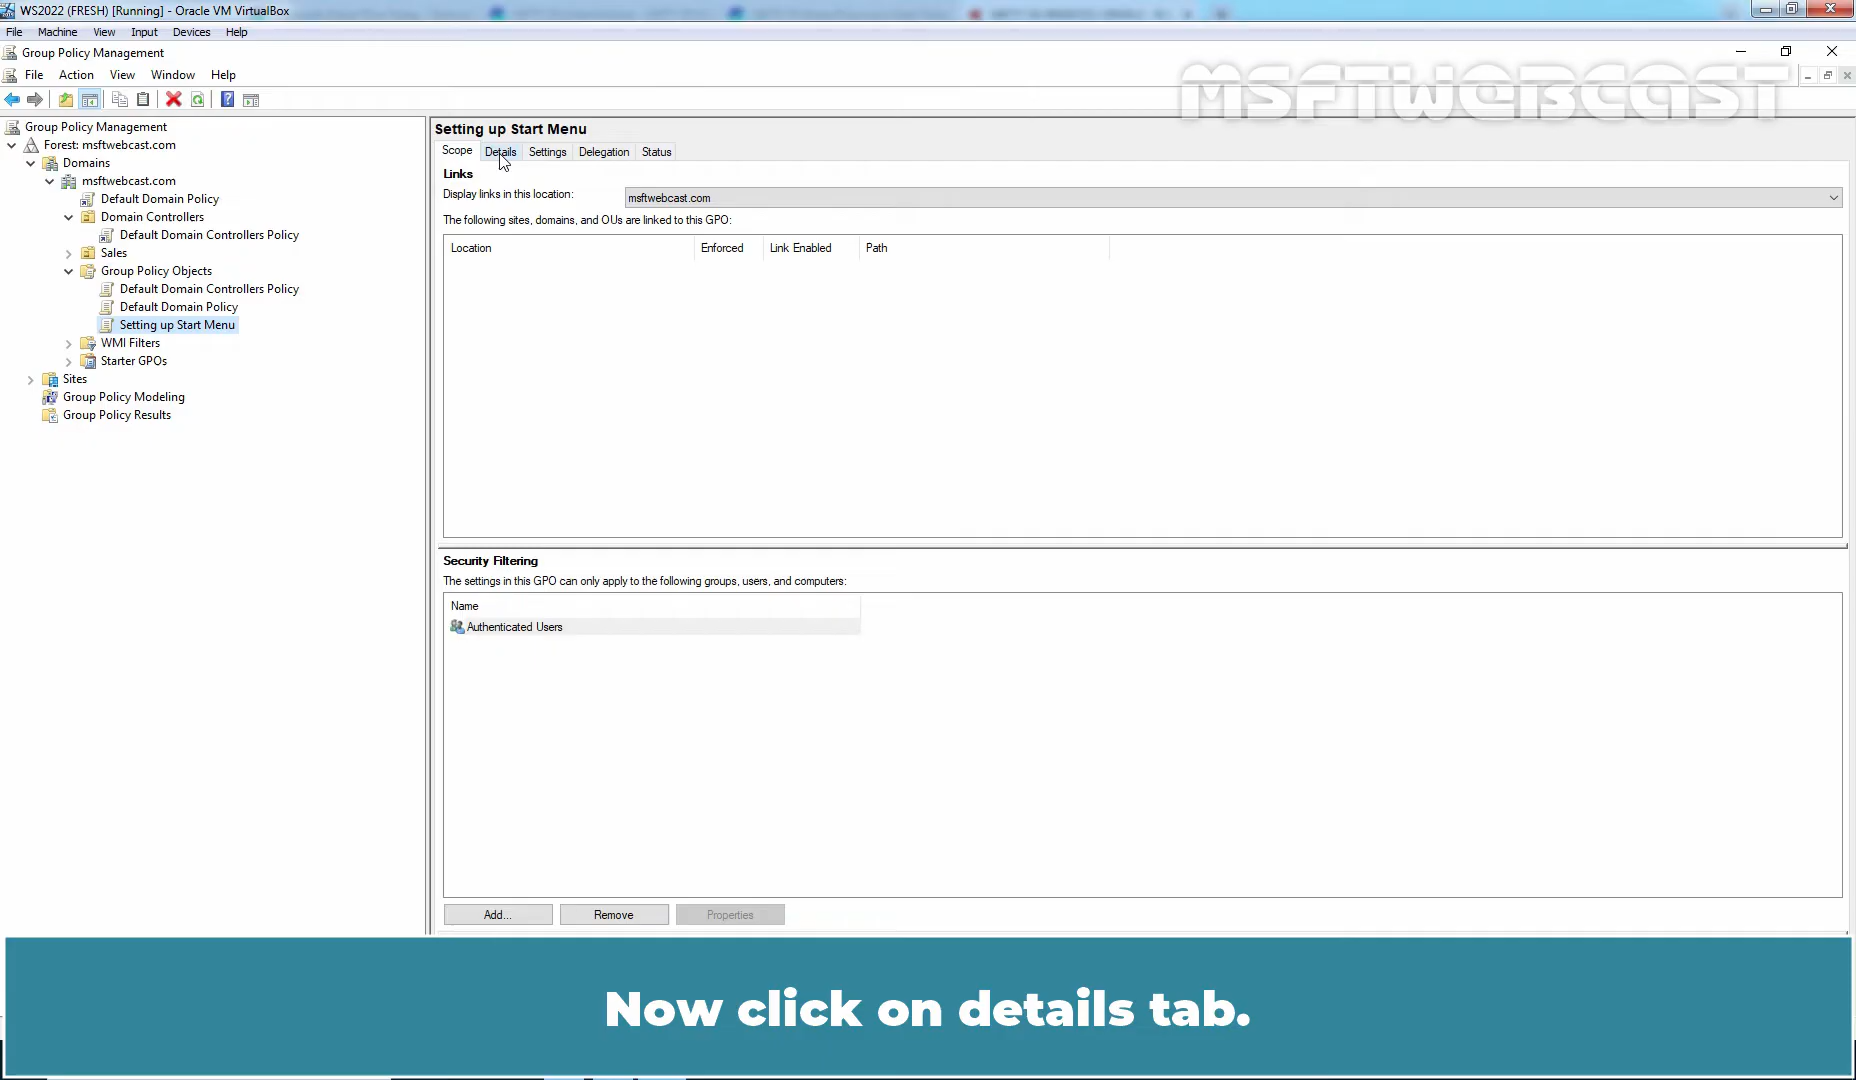 WS2022 (FRESH) [Running] - Oracle VM VirtualBox
File Machine View Input Devices Help
Group Policy Management
File Action View Window Help
MSFTWEBCAST
Group Policy Management
Forest: msftwebcast.com
Domains
msftwebcast.com
Default Domain Policy
Domain Controllers
Default Domain Controllers Policy
Sales
Group Policy Objects
Default Domain Controllers Policy
Default Domain Policy
Setting up Start Menu
WMI Filters
Starter GPOs
Sites
Group Policy Modeling
Group Policy Results
Setting up Start Menu
Scope Details Settings Delegation Status
Links
Display links in this location: msftwebcast.com
The following sites, domains, and OUs are linked to this GPO:
Location Enforced Link Enabled Path
Security Filtering
The settings in this GPO can only apply to the following groups, users, and computers:
Name
Authenticated Users
Add... Remove Properties
Now click on details tab.